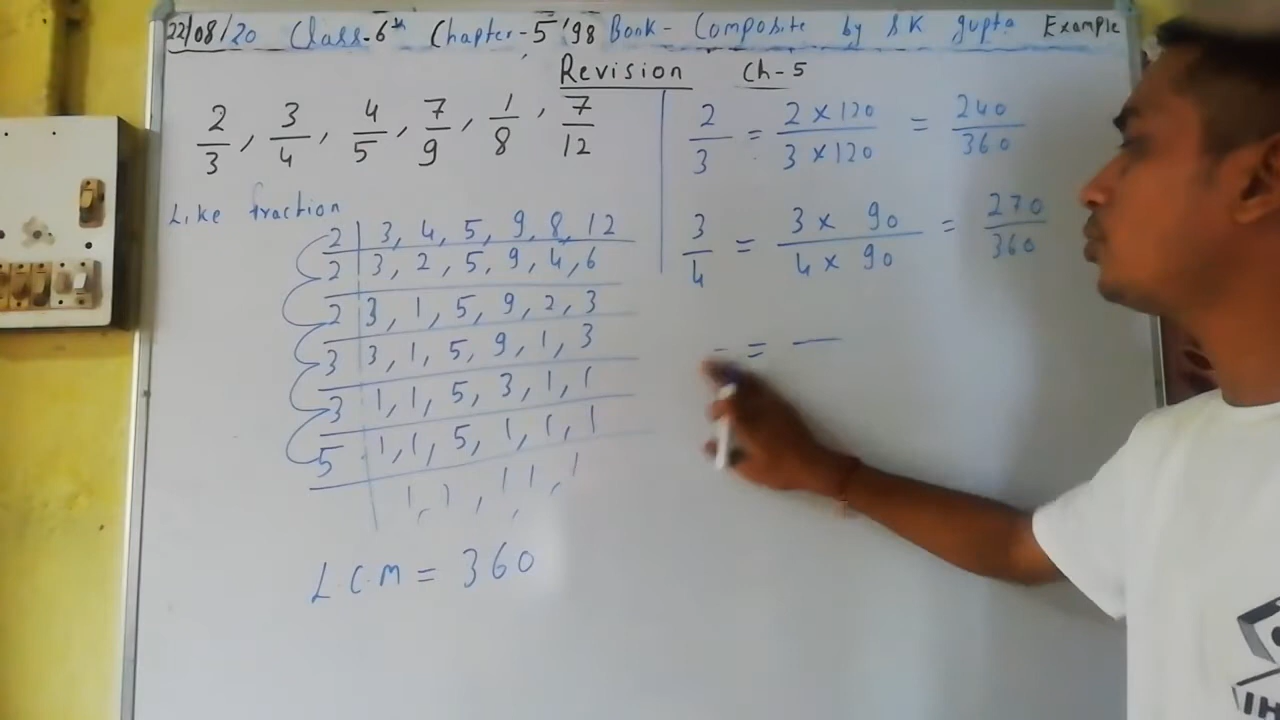 22/08/20 Class-6th Chapter-5 '98 Book- Composite by S K gupta Example
Revision Ch-5
2/3, 3/4, 4/5, 7/9, 1/8, 7/12
Like fraction
2 | 3, 4, 5, 9, 8, 12
2 | 3, 2, 5, 9, 4, 6
2 | 3, 1, 5, 9, 2, 3
3 | 3, 1, 5, 9, 1, 3
3 | 1, 1, 5, 3, 1, 1
5 | 1, 1, 5, 1, 1, 1
1, 1, 1 1, 1
L.C.M = 360
2/3 = 2 x 120 / 3 x 120 = 240/360
3/4 = 3 x 90 / 4 x 90 = 270/360
- = —
IH